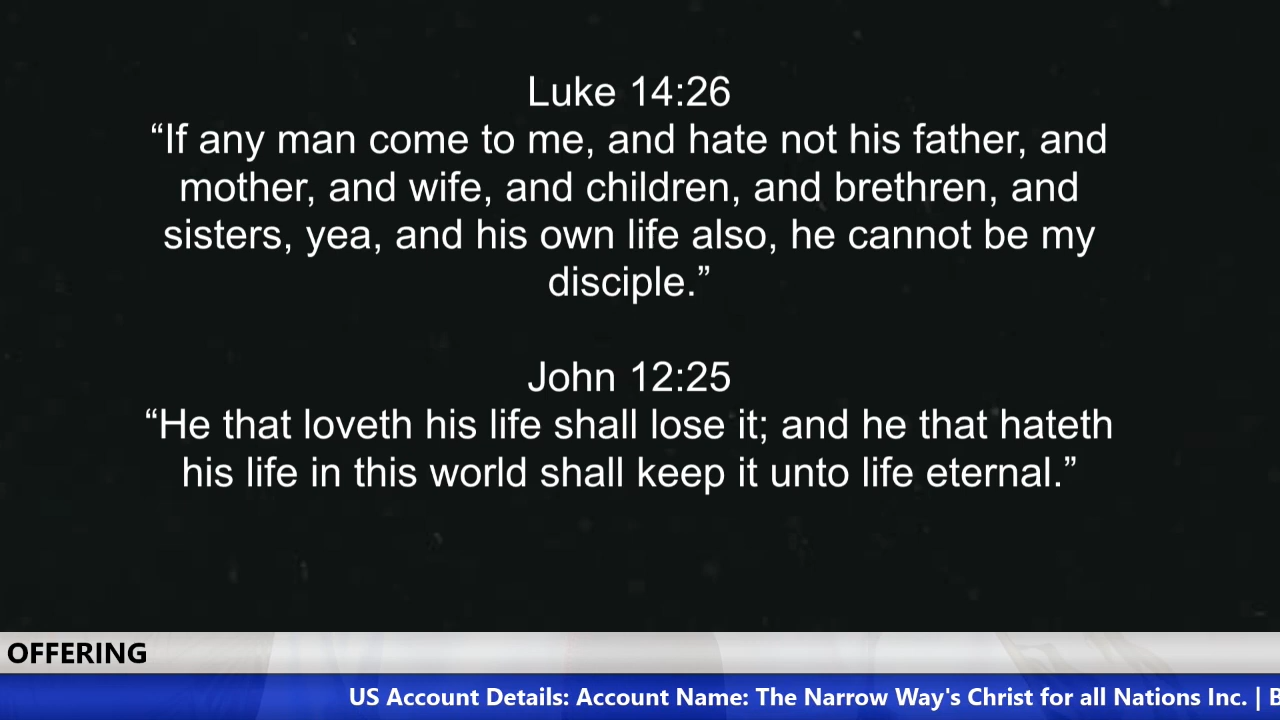 Luke 14:26
“If any man come to me, and hate not his father, and
mother, and wife, and children, and brethren, and
sisters, yea, and his own life also, he cannot be my
disciple.”
John 12:25
“He that loveth his life shall lose it; and he that hateth
his life in this world shall keep it unto life eternal.”
OFFERING
US Account Details: Account Name: The Narrow Way's Christ for all Nations Inc. |